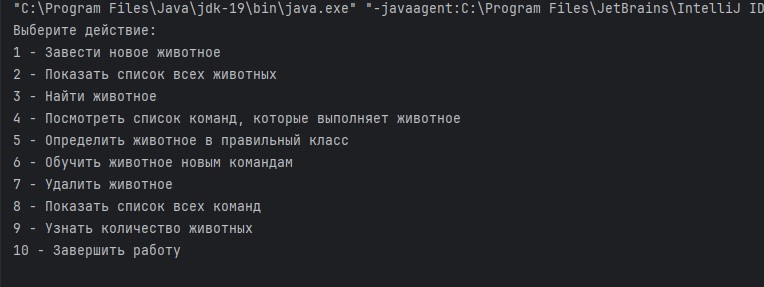 "C:\Program Files\Java\jdk-19\bin\java.exe" "-javaagent:C:\Program Files\JetBrains\IntelliJ ID
Выберите действие:
1 - Завести новое животное
2 - Показать список всех животных
3 - Найти животное
4 - Посмотреть список команд, которые выполняет животное
5 - Определить животное в правильный класс
6 - Обучить животное новым командам
7 - Удалить животное
8 - Показать список всех команд
9 - Узнать количество животных
10 - Завершить работу